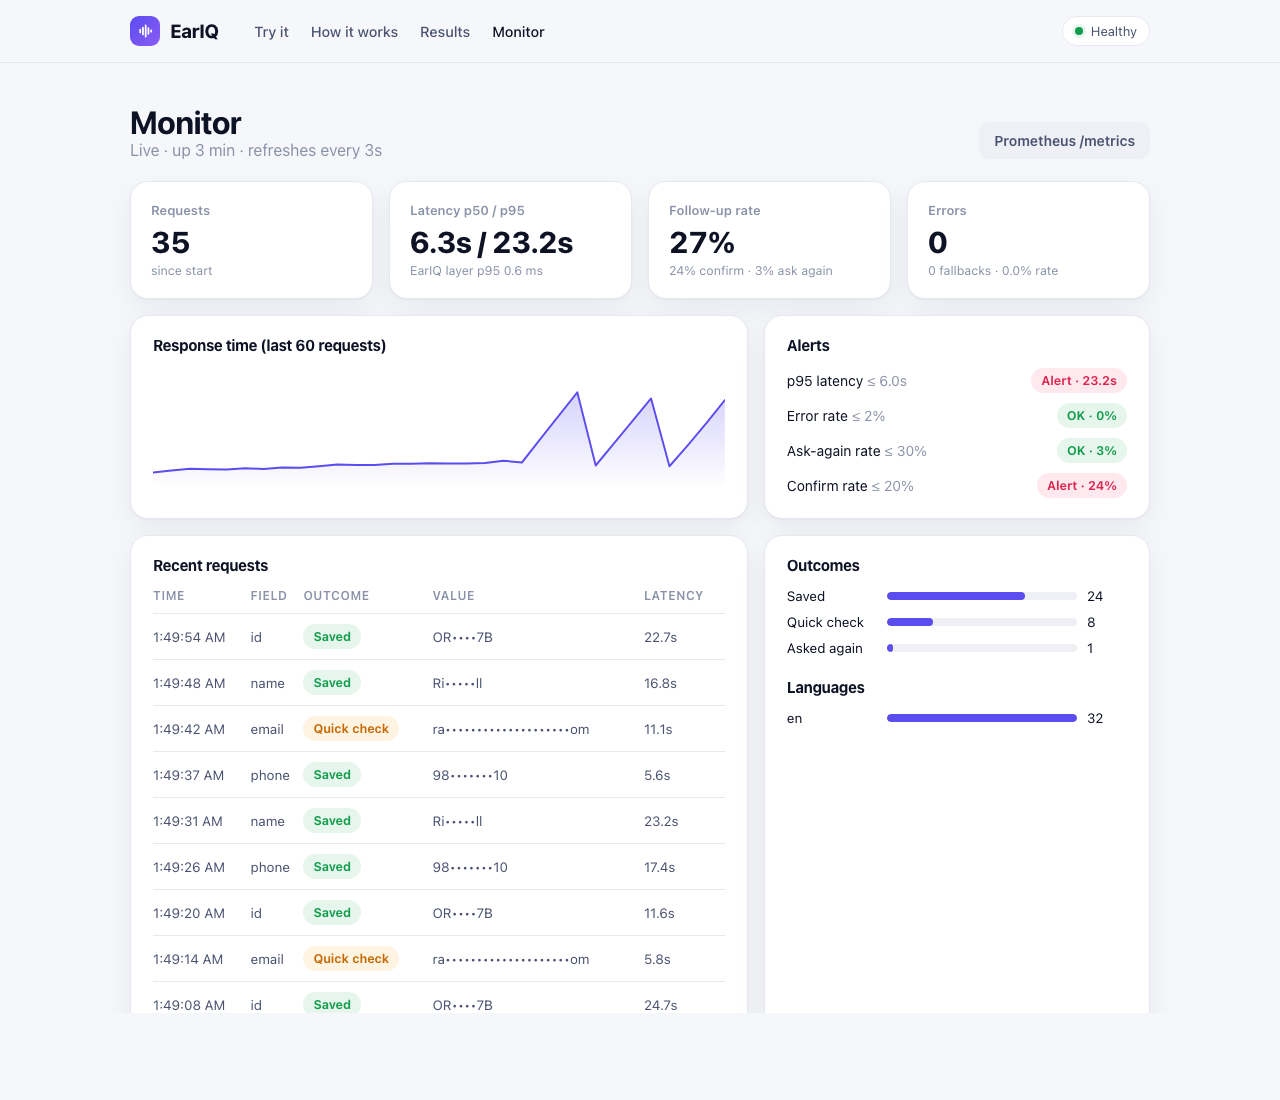 EarIQ Try it How it works Results Monitor Healthy
Monitor
Live · up 3 min · refreshes every 3s
Prometheus /metrics
Requests
35
since start
Latency p50 / p95
6.3s / 23.2s
EarIQ layer p95 0.6 ms
Follow-up rate
27%
24% confirm · 3% ask again
Errors
0
0 fallbacks · 0.0% rate
Response time (last 60 requests)
Alerts
p95 latency ≤ 6.0s Alert · 23.2s
Error rate ≤ 2% OK · 0%
Ask-again rate ≤ 30% OK · 3%
Confirm rate ≤ 20% Alert · 24%
Recent requests
TIME FIELD OUTCOME VALUE LATENCY
1:49:54 AM id Saved OR••••7B 22.7s
1:49:48 AM name Saved Ri•••••ll 16.8s
1:49:42 AM email Quick check ra••••••••••••••••••••om 11.1s
1:49:37 AM phone Saved 98•••••••10 5.6s
1:49:31 AM name Saved Ri•••••ll 23.2s
1:49:26 AM phone Saved 98•••••••10 17.4s
1:49:20 AM id Saved OR••••7B 11.6s
1:49:14 AM email Quick check ra••••••••••••••••••••om 5.8s
1:49:08 AM id Saved OR••••7B 24.7s
Outcomes
Saved 24
Quick check 8
Asked again 1
Languages
en 32